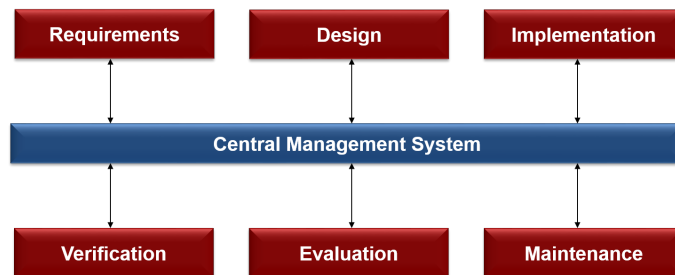 Requirements
Design
Implementation
Central Management System
Verification
Evaluation
Maintenance